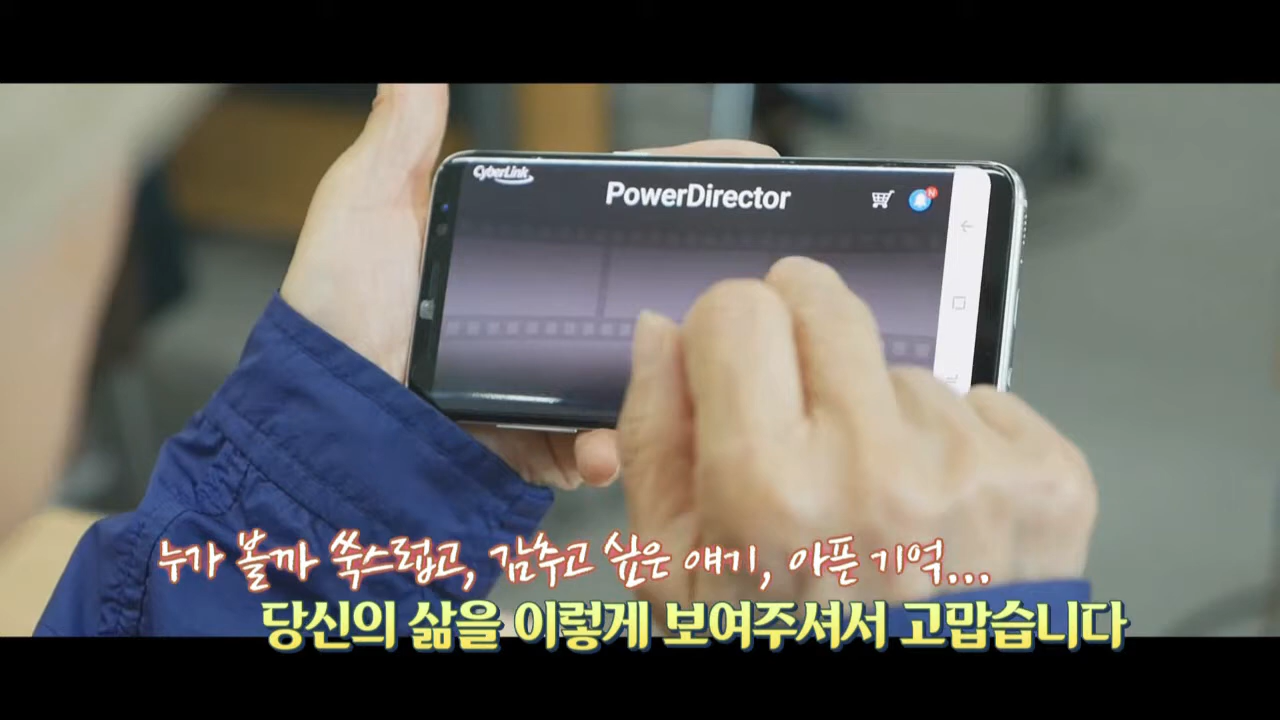 CyberLink
PowerDirector
N
누가 볼까 쑥스럽고, 감추고 싶은 얘기, 아픈 기억...
당신의 삶을 이렇게 보여주셔서 고맙습니다